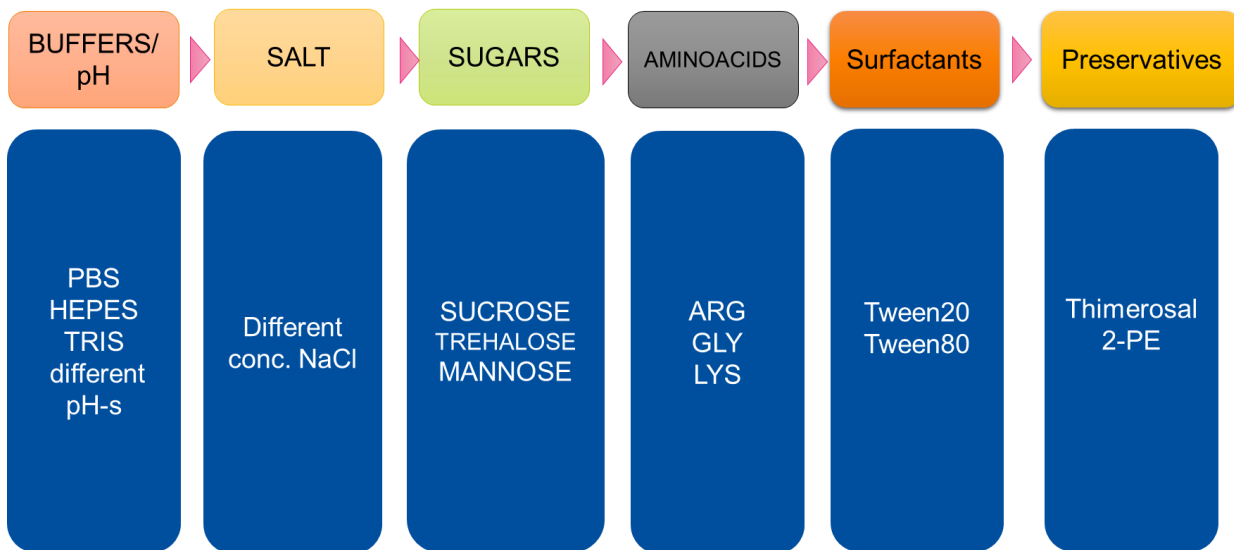 BUFFERS/
pH
SALT
SUGARS
AMINOACIDS
Surfactants
Preservatives
PBS
HEPES
TRIS
different
pH-s
Different
conc. NaCl
SUCROSE
TREHALOSE
MANNOSE
ARG
GLY
LYS
Tween20
Tween80
Thimerosal
2-PE